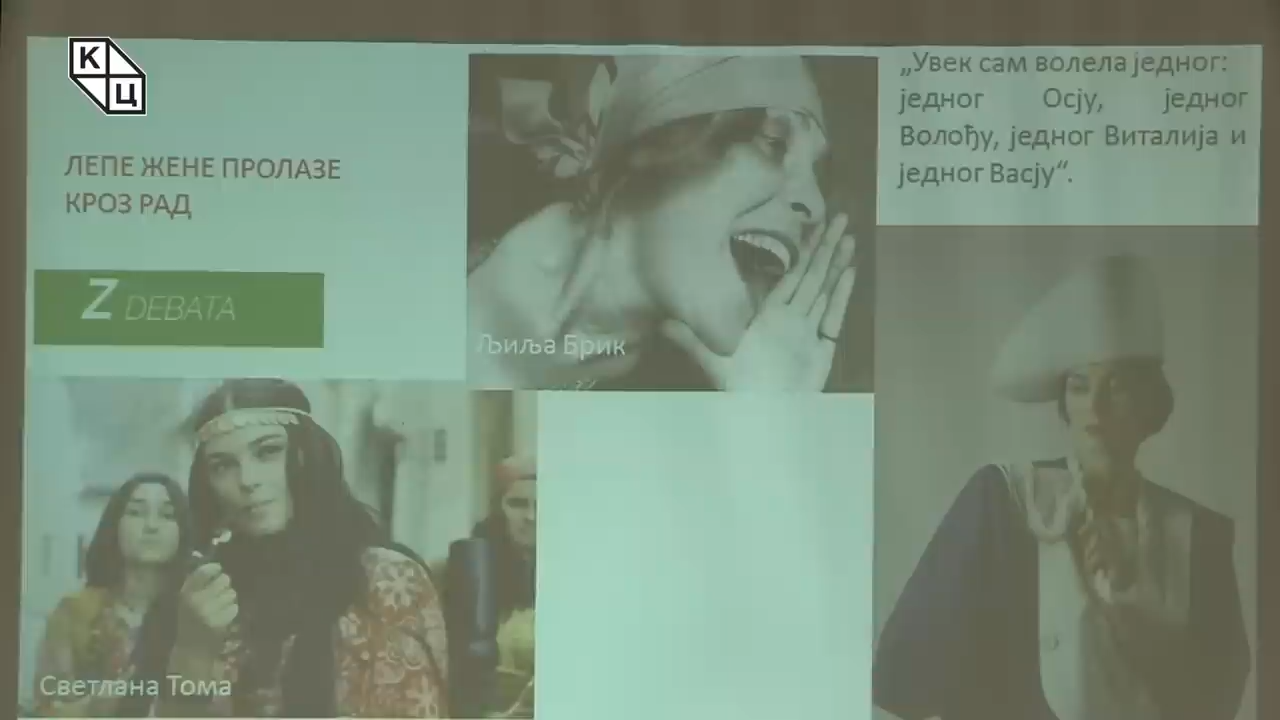 К
Ц
ЛЕПЕ ЖЕНЕ ПРОЛАЗЕ
КРОЗ РАД
Z DEBATA
„Увек сам волела једног:
једног Осју, једног
Волођу, једног Виталија и
једног Васју“.
Љиља Брик
Светлана Тома